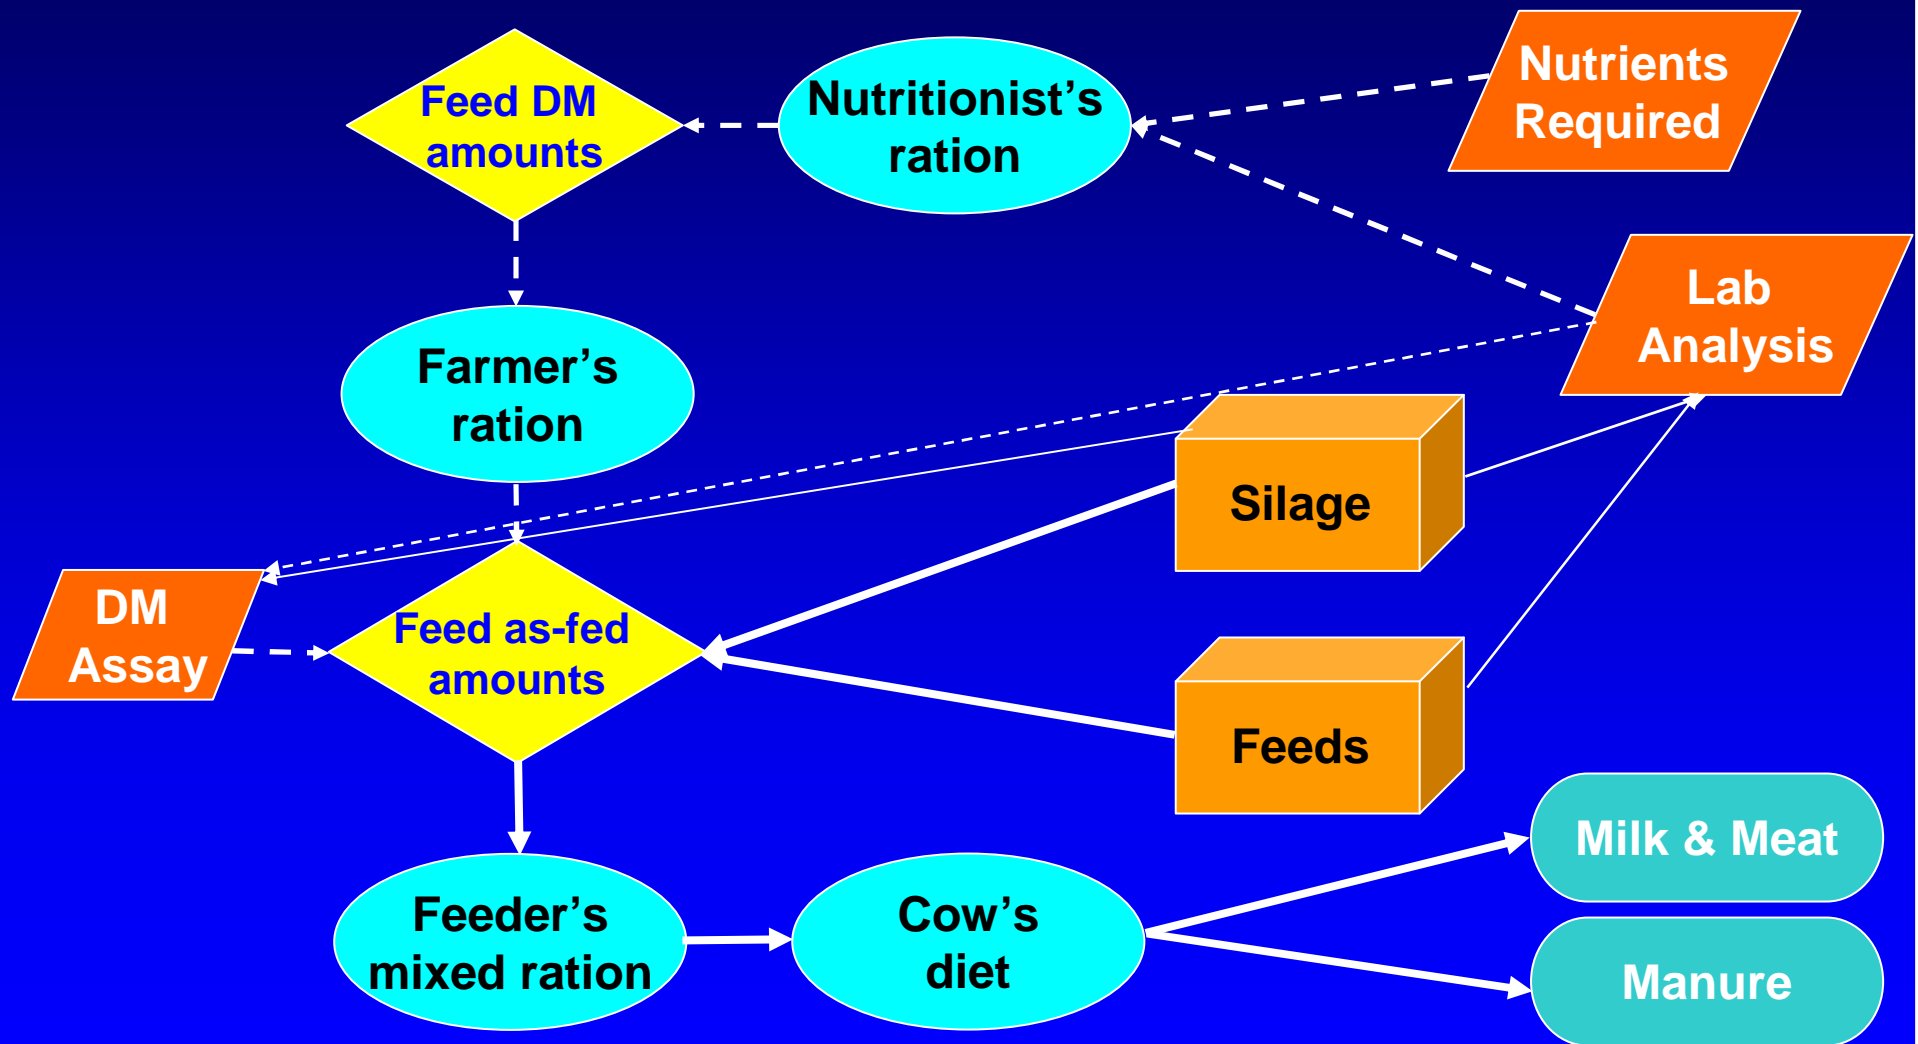 Feed DM
amounts
Nutritionist’s
ration
Nutrients
Required
Lab
Analysis
Farmer’s
ration
Silage
DM
Assay
Feed as-fed
amounts
Feeds
Milk & Meat
Feeder’s
mixed ration
Cow’s
diet
Manure